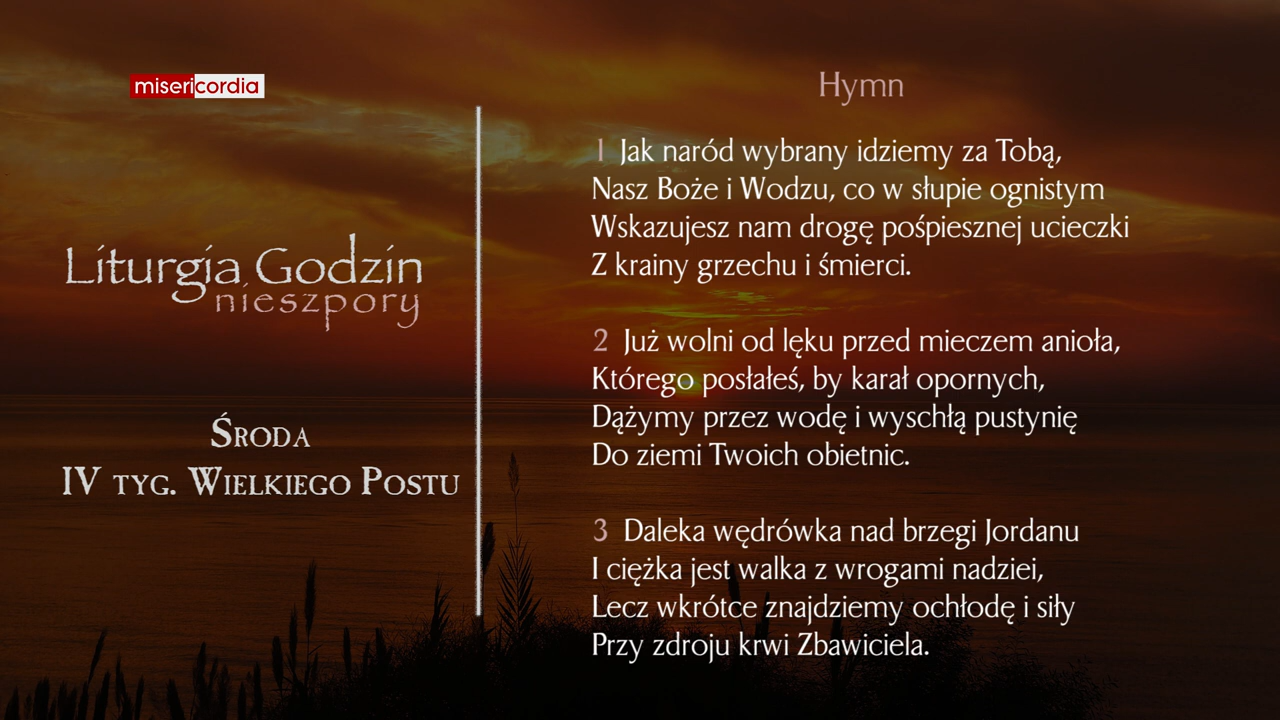 misericordia
Liturgia Godzin
nieszpory
Środa
IV tyg. Wielkiego Postu
Hymn
1 Jak naród wybrany idziemy za Tobą,
Nasz Boże i Wodzu, co w słupie ognistym
Wskazujesz nam drogę pośpiesznej ucieczki
Z krainy grzechu i śmierci.
2 Już wolni od lęku przed mieczem anioła,
Którego posłałeś, by karał opornych,
Dążymy przez wodę i wyschłą pustynię
Do ziemi Twoich obietnic.
3 Daleka wędrówka nad brzegi Jordanu
I ciężka jest walka z wrogami nadziei,
Lecz wkrótce znajdziemy ochłodę i siły
Przy zdroju krwi Zbawiciela.